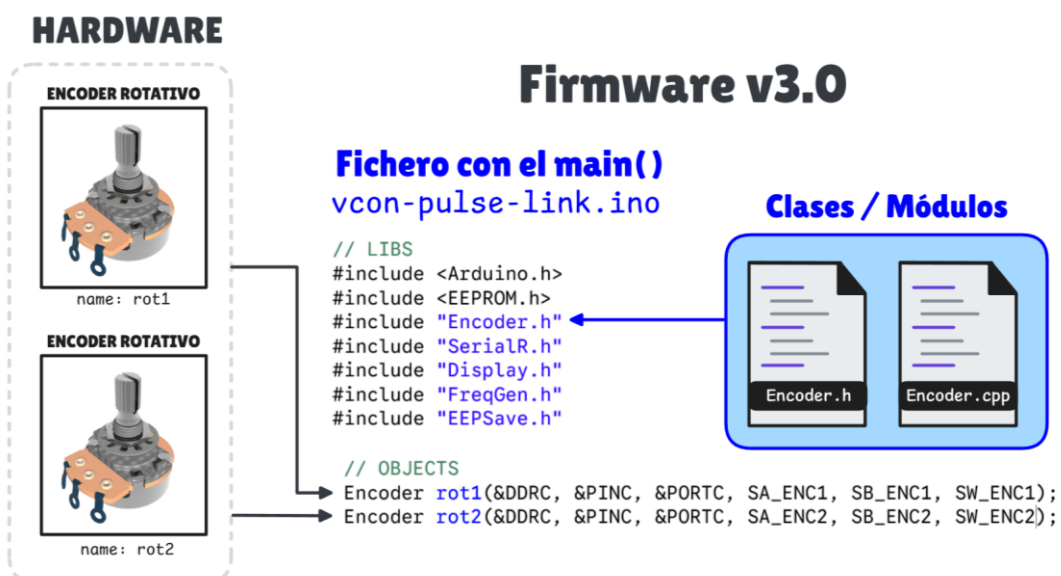 HARDWARE
ENCODER ROTATIVO
name: rot1
ENCODER ROTATIVO
name: rot2
Firmware v3.0
Fichero con el main()
vcon-pulse-link.ino
// LIBS
#include <Arduino.h>
#include <EEPROM.h>
#include "Encoder.h"
#include "SerialR.h"
#include "Display.h"
#include "FreqGen.h"
#include "EEPSave.h"
Clases / Módulos
Encoder.h
Encoder.cpp
// OBJECTS
Encoder rot1(&DDRC, &PINC, &PORTC, SA_ENC1, SB_ENC1, SW_ENC1);
Encoder rot2(&DDRC, &PINC, &PORTC, SA_ENC2, SB_ENC2, SW_ENC2);